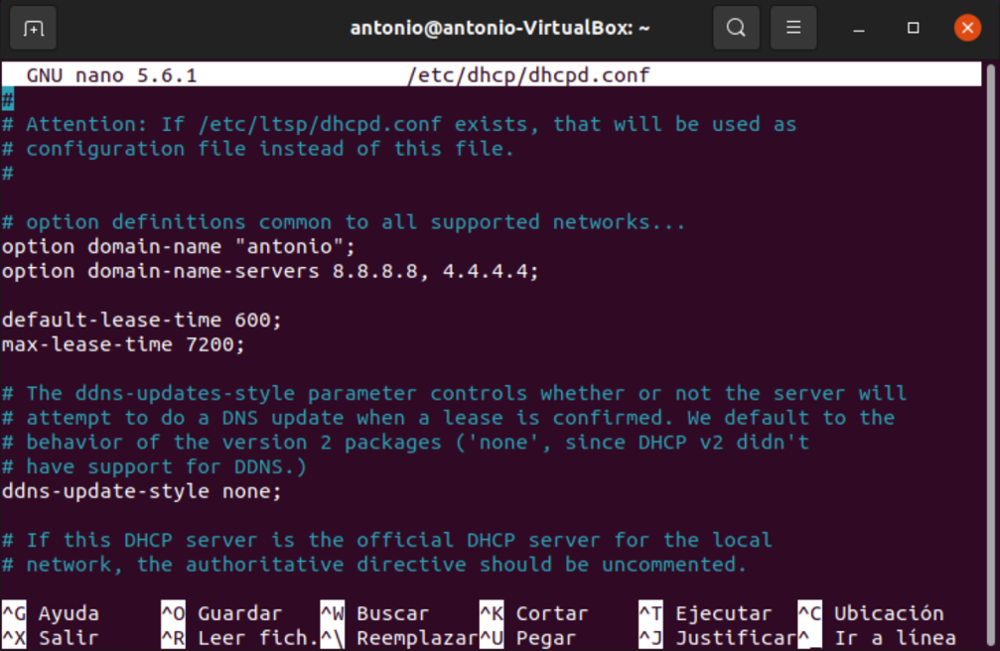 antonio@antonio-VirtualBox: ~
GNU nano 5.6.1 /etc/dhcp/dhcpd.conf
#
# Attention: If /etc/ltsp/dhcpd.conf exists, that will be used as
# configuration file instead of this file.
#
# option definitions common to all supported networks...
option domain-name "antonio";
option domain-name-servers 8.8.8.8, 4.4.4.4;
default-lease-time 600;
max-lease-time 7200;
# The ddns-updates-style parameter controls whether or not the server will
# attempt to do a DNS update when a lease is confirmed. We default to the
# behavior of the version 2 packages ('none', since DHCP v2 didn't
# have support for DDNS.)
ddns-update-style none;
# If this DHCP server is the official DHCP server for the local
# network, the authoritative directive should be uncommented.
^G Ayuda ^O Guardar ^W Buscar ^K Cortar ^T Ejecutar ^C Ubicación
^X Salir ^R Leer fich. ^\ Reemplazar ^U Pegar ^J Justificar ^_ Ir a línea